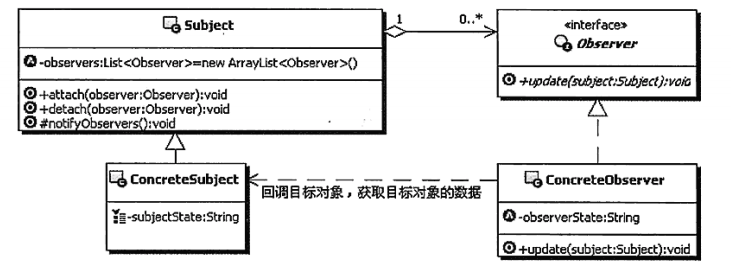 Subject
-observers:List<Observer>=new ArrayList<Observer>()
+attach(observer:Observer):void
+detach(observer:Observer):void
#notifyObservers():void
1
0..*
«interface»
Observer
+update(subject:Subject):void
ConcreteSubject
-subjectState:String
回调目标对象，获取目标对象的数据
ConcreteObserver
-observerState:String
+update(subject:Subject):void